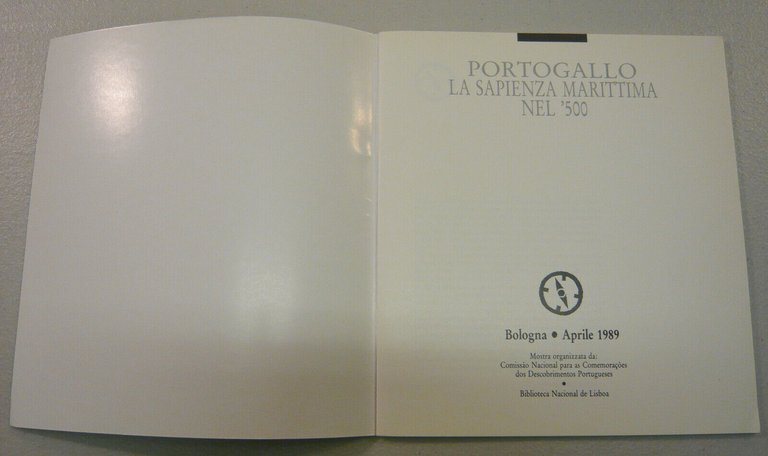 PORTOGALLO
LA SAPIENZA MARITTIMA
NEL '500
Bologna • Aprile 1989
Mostra organizzata da:
Comissão Nacional para as Comemorações
dos Descobrimentos Portugueses
•
Biblioteca Nacional de Lisboa